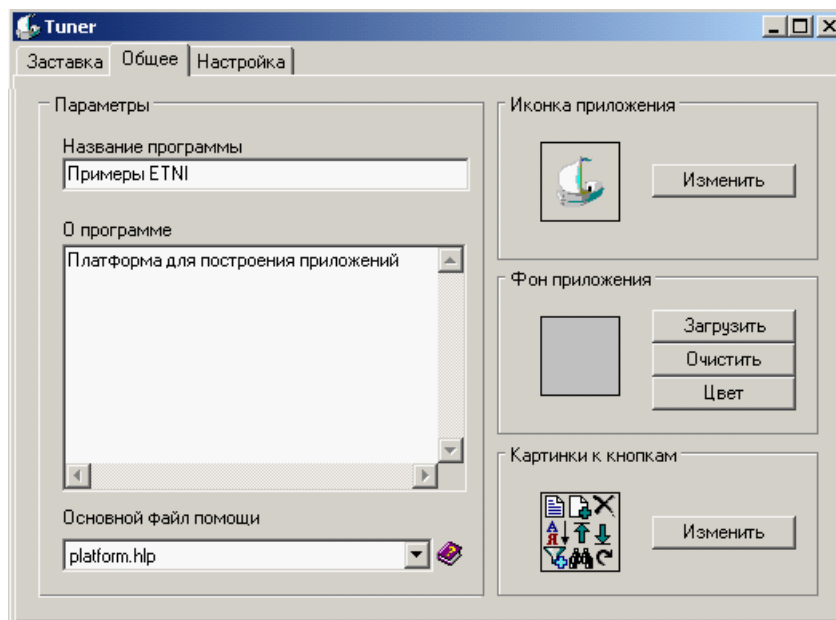 Tuner
Заставка Общее Настройка
Параметры
Название программы
Примеры ETNI
О программе
Платформа для построения приложений
Основной файл помощи
platform.hlp
Иконка приложения
Изменить
Фон приложения
Загрузить
Очистить
Цвет
Картинки к кнопкам
А
Я
Изменить